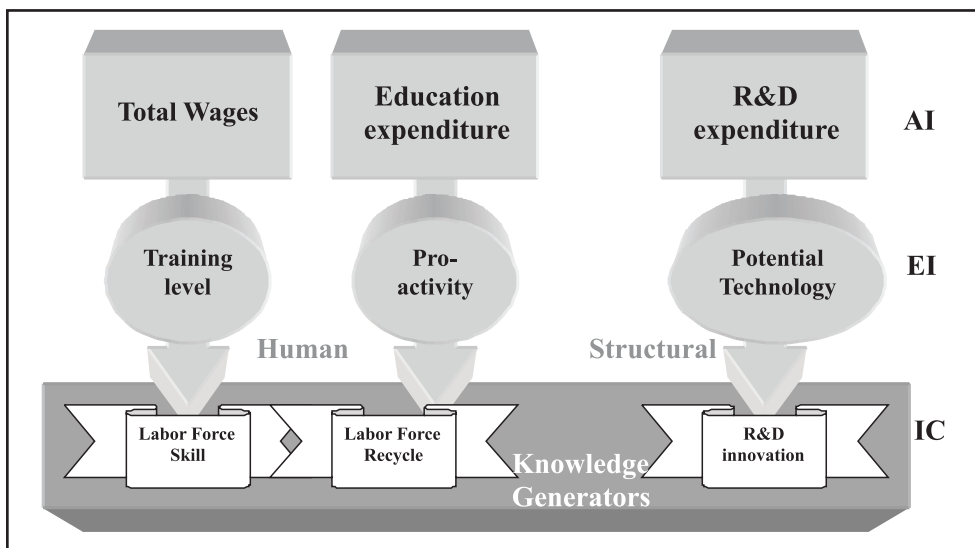 Total Wages
Education
expenditure
R&D
expenditure
AI
Training
level
Pro-
activity
Potential
Technology
EI
Human
Structural
Labor Force
Skill
Labor Force
Recycle
R&D
innovation
IC
Knowledge
Generators